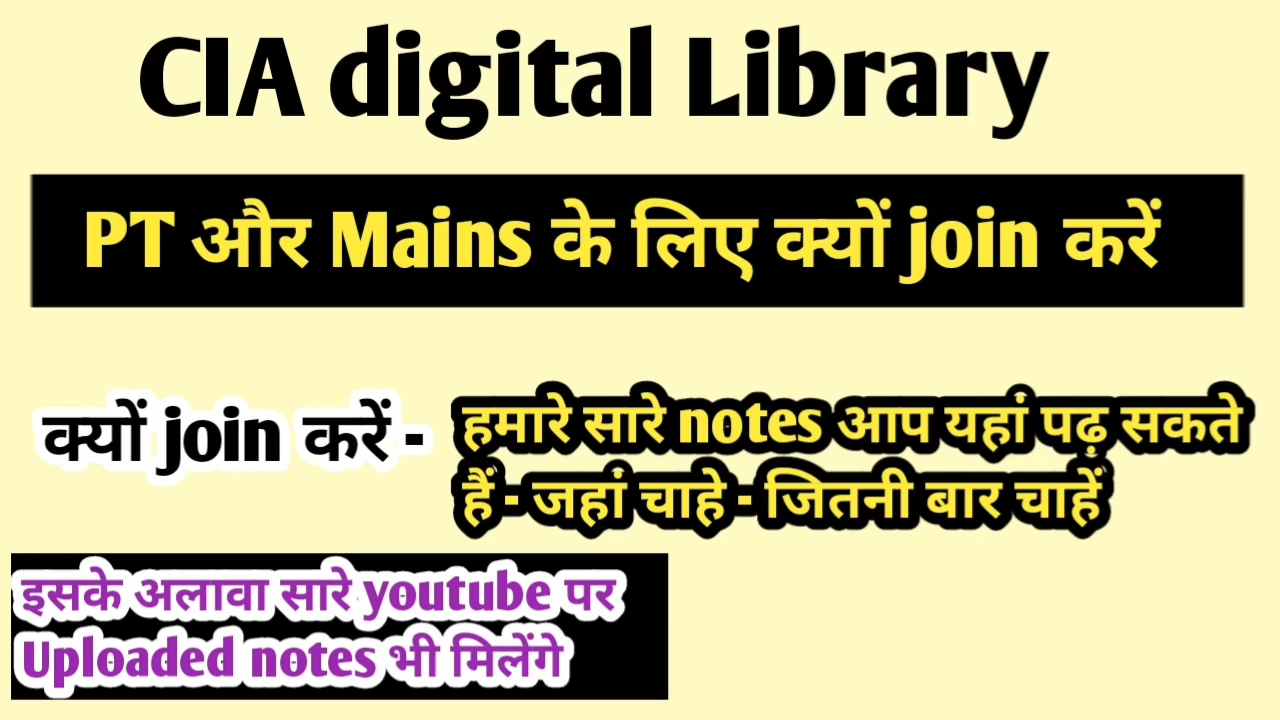 CIA digital Library
PT और Mains के लिए क्यों join करें
क्यों join करें -
हमारे सारे notes आप यहां पढ़ सकते
हैं - जहां चाहे - जितनी बार चाहें
इसके अलावा सारे youtube पर
Uploaded notes भी मिलेंगे